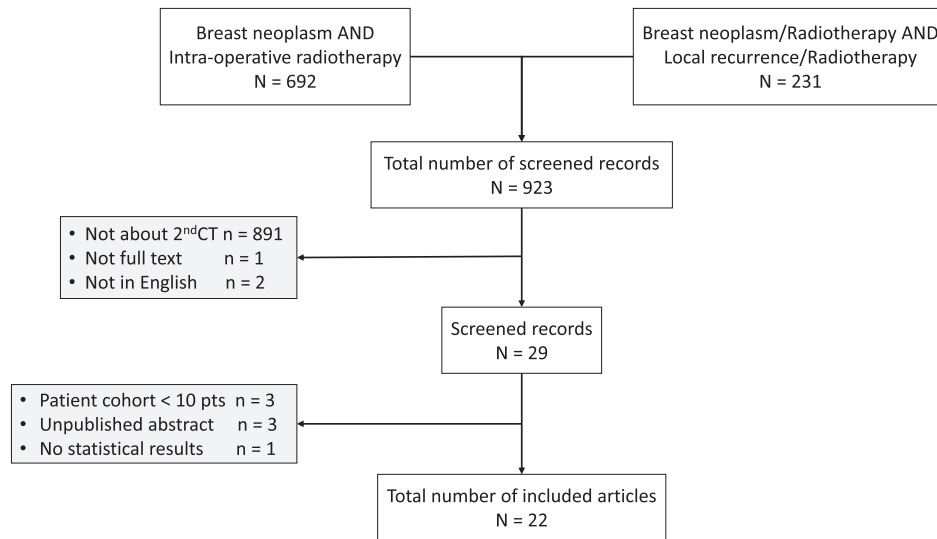 Breast neoplasm AND
Intra-operative radiotherapy
N = 692
Breast neoplasm/Radiotherapy AND
Local recurrence/Radiotherapy
N = 231
Total number of screened records
N = 923
• Not about 2ndCT n = 891
• Not full text n = 1
• Not in English n = 2
Screened records
N = 29
• Patient cohort < 10 pts n = 3
• Unpublished abstract n = 3
• No statistical results n = 1
Total number of included articles
N = 22